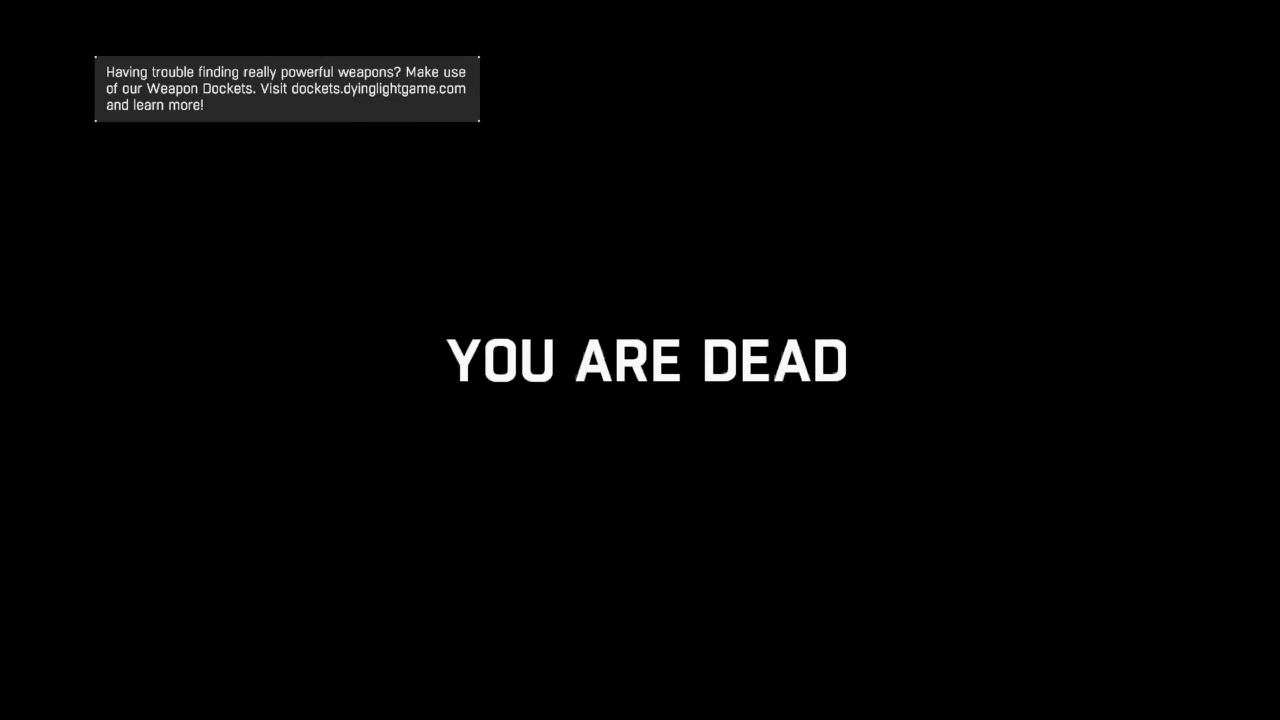 Having trouble finding really powerful weapons? Make use
of our Weapon Dockets. Visit dockets.dyinglightgame.com
and learn more!
YOU ARE DEAD